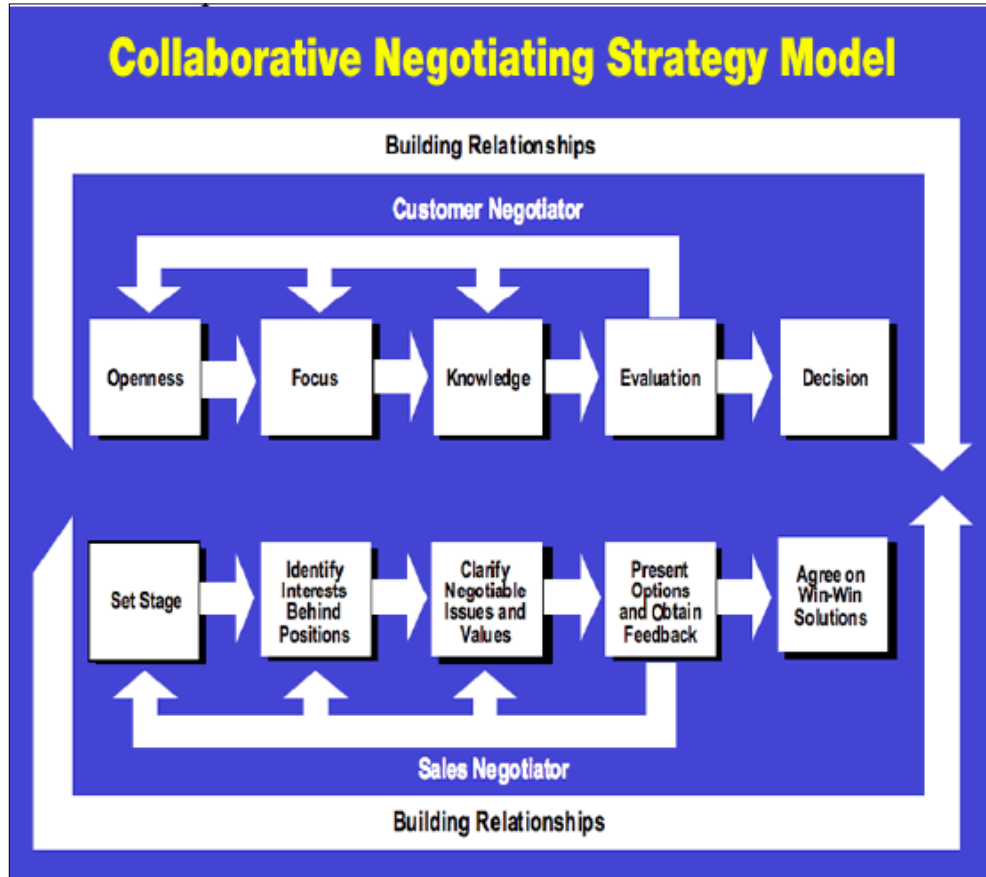 Collaborative Negotiating Strategy Model
Building Relationships
Customer Negotiator
Openness
Focus
Knowledge
Evaluation
Decision
Set Stage
Identify
Interests
Behind
Positions
Clarify
Negotiable
Issues and
Values
Present
Options
and Obtain
Feedback
Agree on
Win-Win
Solutions
Sales Negotiator
Building Relationships